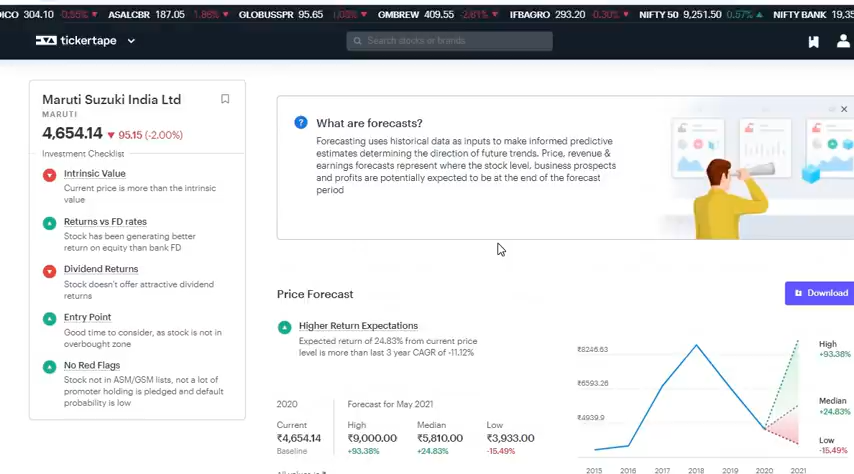 DICO 304.10 -0.55% ▼ ASALCBR 187.05 1.86% ▼ GLOBUSSPR 95.65 1.03% ▼ GMBREW 409.55 -2.61% ▼ IFBAGRO 293.20 -0.30% ▼ NIFTY 50 9,251.50 0.57% ▲ NIFTY BANK 19,35
tickertape
Search stocks or brands
Maruti Suzuki India Ltd
MARUTI
4,654.14 ▼ 95.15 (-2.00%)
Investment Checklist
Intrinsic Value
Current price is more than the intrinsic
value
Returns vs FD rates
Stock has been generating better
return on equity than bank FD
Dividend Returns
Stock doesn't offer attractive dividend
returns
Entry Point
Good time to consider, as stock is not in
overbought zone
No Red Flags
Stock not in ASM/GSM lists, not a lot of
promoter holding is pledged and default
probability is low
What are forecasts?
Forecasting uses historical data as inputs to make informed predictive
estimates determining the direction of future trends. Price, revenue &
earnings forecasts represent where the stock level, business prospects
and profits are potentially expected to be at the end of the forecast
period
Price Forecast
Download
Higher Return Expectations
Expected return of 24.83% from current
price level is more than last 3 year CAGR of -11.12%
2020 Forecast for May 2021
Current High Median Low
₹4,654.14 ₹9,000.00 ₹5,810.00 ₹3,933.00
Baseline +93.38% +24.83% -15.49%
₹8246.63
₹6593.26
₹4939.9
High
+93.38%
Median
+24.83%
Low
-15.49%
2015 2016 2017 2018 2019 2020 2021